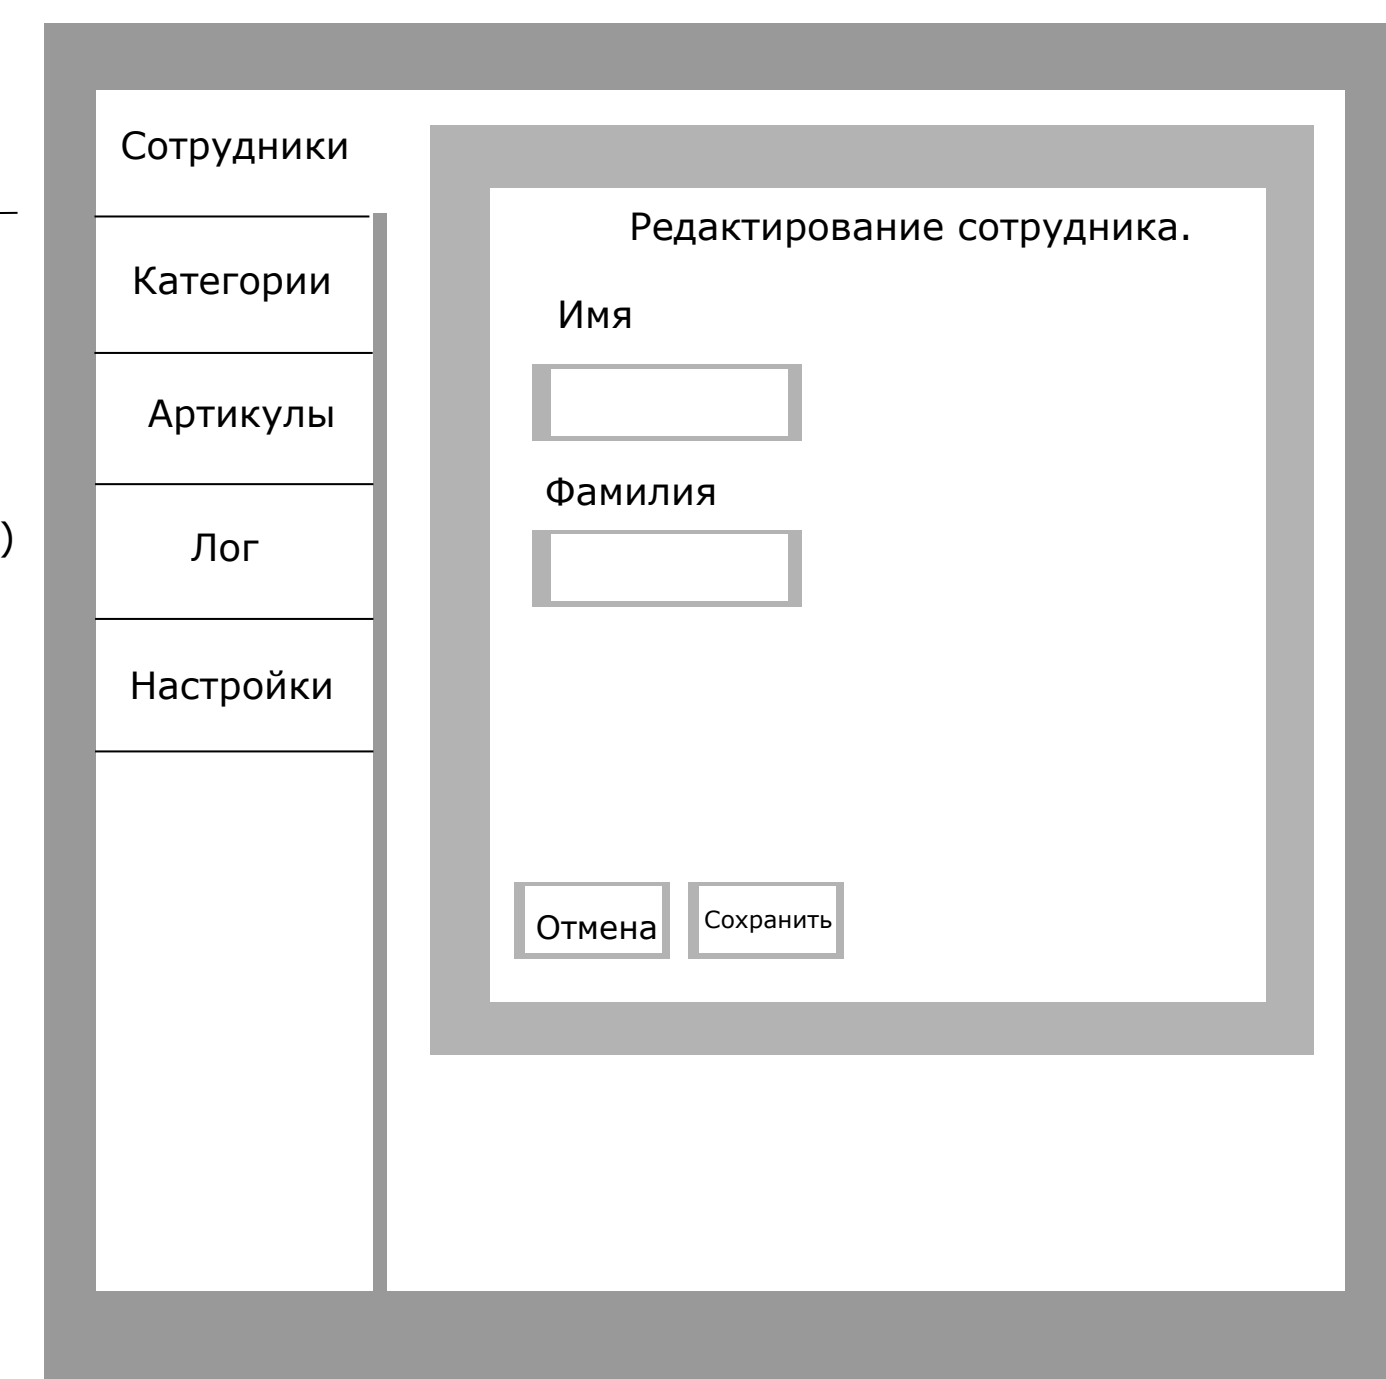 Сотрудники
Категории
Артикулы
Лог
Настройки
Редактирование сотрудника.
Имя
Фамилия
Отмена
Сохранить
)